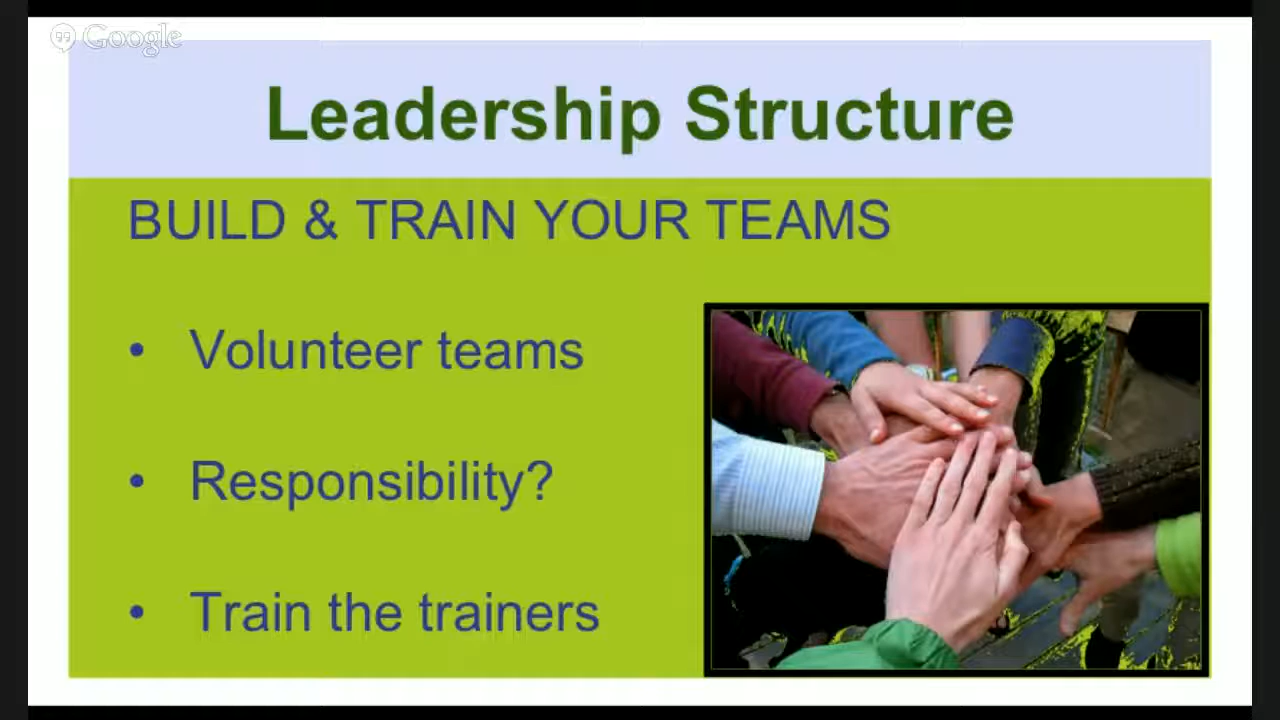 Google
Leadership Structure
BUILD & TRAIN YOUR TEAMS
• Volunteer teams
• Responsibility?
• Train the trainers